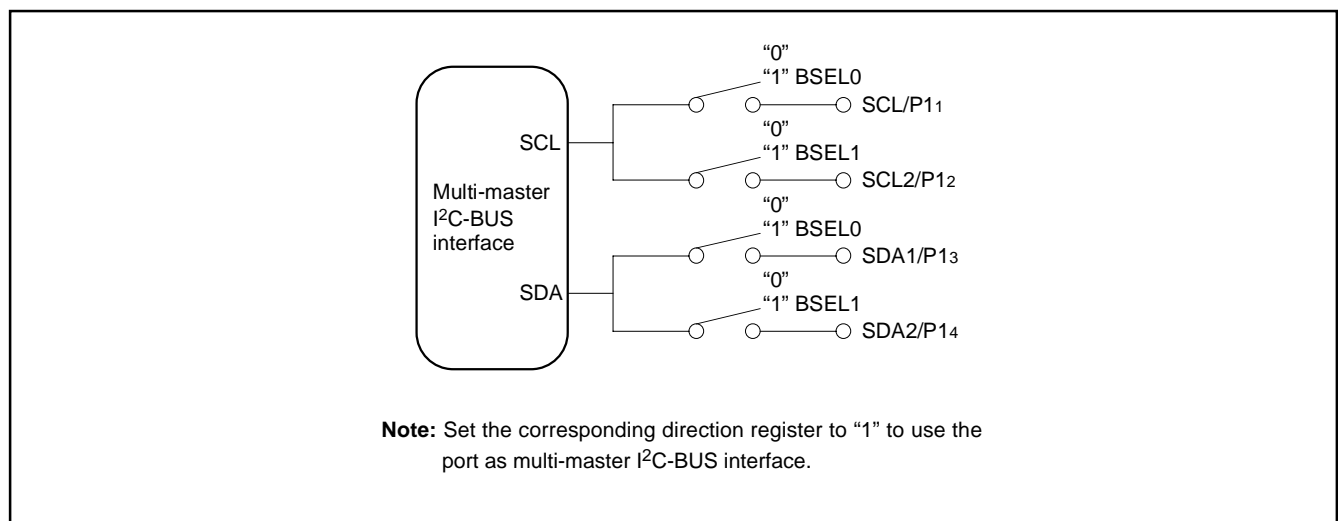 “0”
“1” BSEL0
SCL/P11
“0”
SCL
“1” BSEL1
SCL2/P12
Multi-master
I2C-BUS
interface
“0”
“1” BSEL0
SDA1/P13
“0”
SDA
“1” BSEL1
SDA2/P14
Note: Set the corresponding direction register to “1” to use the
port as multi-master I2C-BUS interface.